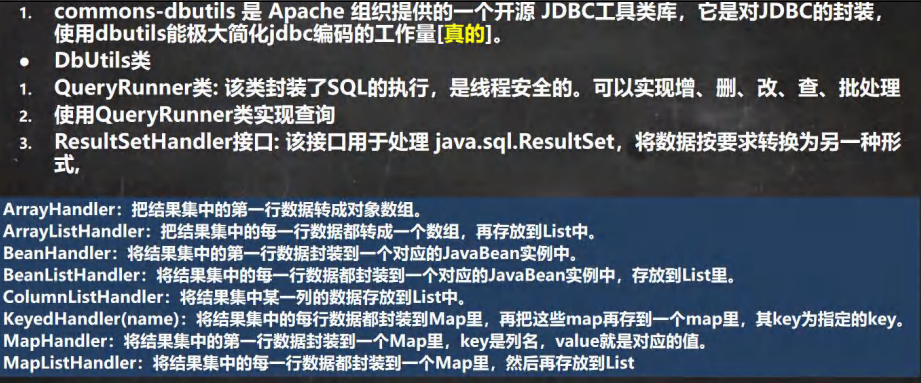 1. commons-dbutils 是 Apache 组织提供的一个开源 JDBC工具类库，它是对JDBC的封装，
使用dbutils能极大简化jdbc编码的工作量[真的]。
● DbUtils类
1. QueryRunner类: 该类封装了SQL的执行，是线程安全的。可以实现增、删、改、查、批处理
2. 使用QueryRunner类实现查询
3. ResultSetHandler接口: 该接口用于处理 java.sql.ResultSet，将数据按要求转换为另一种形
式,
ArrayHandler：把结果集中的第一行数据转成对象数组。
ArrayListHandler：把结果集中的每一行数据都转成一个数组，再存放到List中。
BeanHandler：将结果集中的第一行数据封装到一个对应的JavaBean实例中。
BeanListHandler：将结果集中的每一行数据都封装到一个对应的JavaBean实例中，存放到List里。
ColumnListHandler：将结果集中某一列的数据存放到List中。
KeyedHandler(name)：将结果集中的每行数据都封装到Map里，再把这些map再存到一个map里，其key为指定的key。
MapHandler：将结果集中的第一行数据封装到一个Map里，key是列名，value就是对应的值。
MapListHandler：将结果集中的每一行数据都封装到一个Map里，然后再存放到List